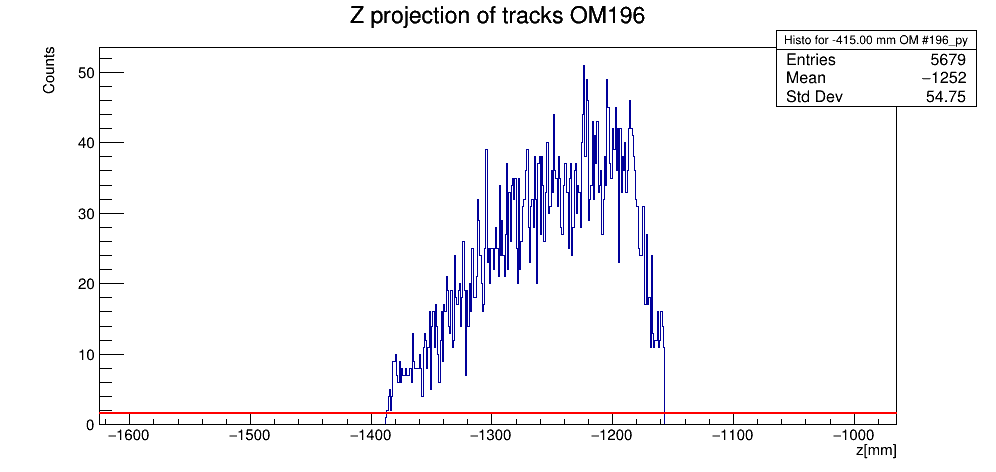 Z projection of tracks OM196
Histo for -415.00 mm OM #196_py
Entries 5679
Mean −1252
Std Dev 54.75
Counts
50
40
30
20
10
0
−1600 −1500 −1400 −1300 −1200 −1100 −1000
z[mm]